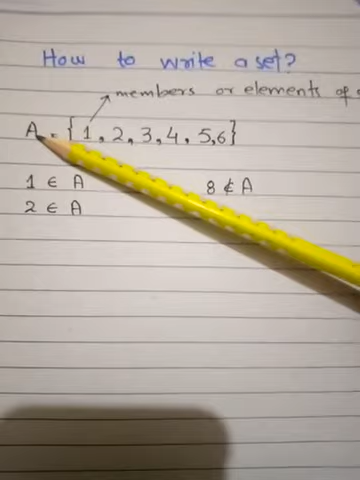 How to write a set?
members or elements of
A = {1, 2, 3, 4, 5, 6}
1 ∈ A 8 ∉ A
2 ∈ A